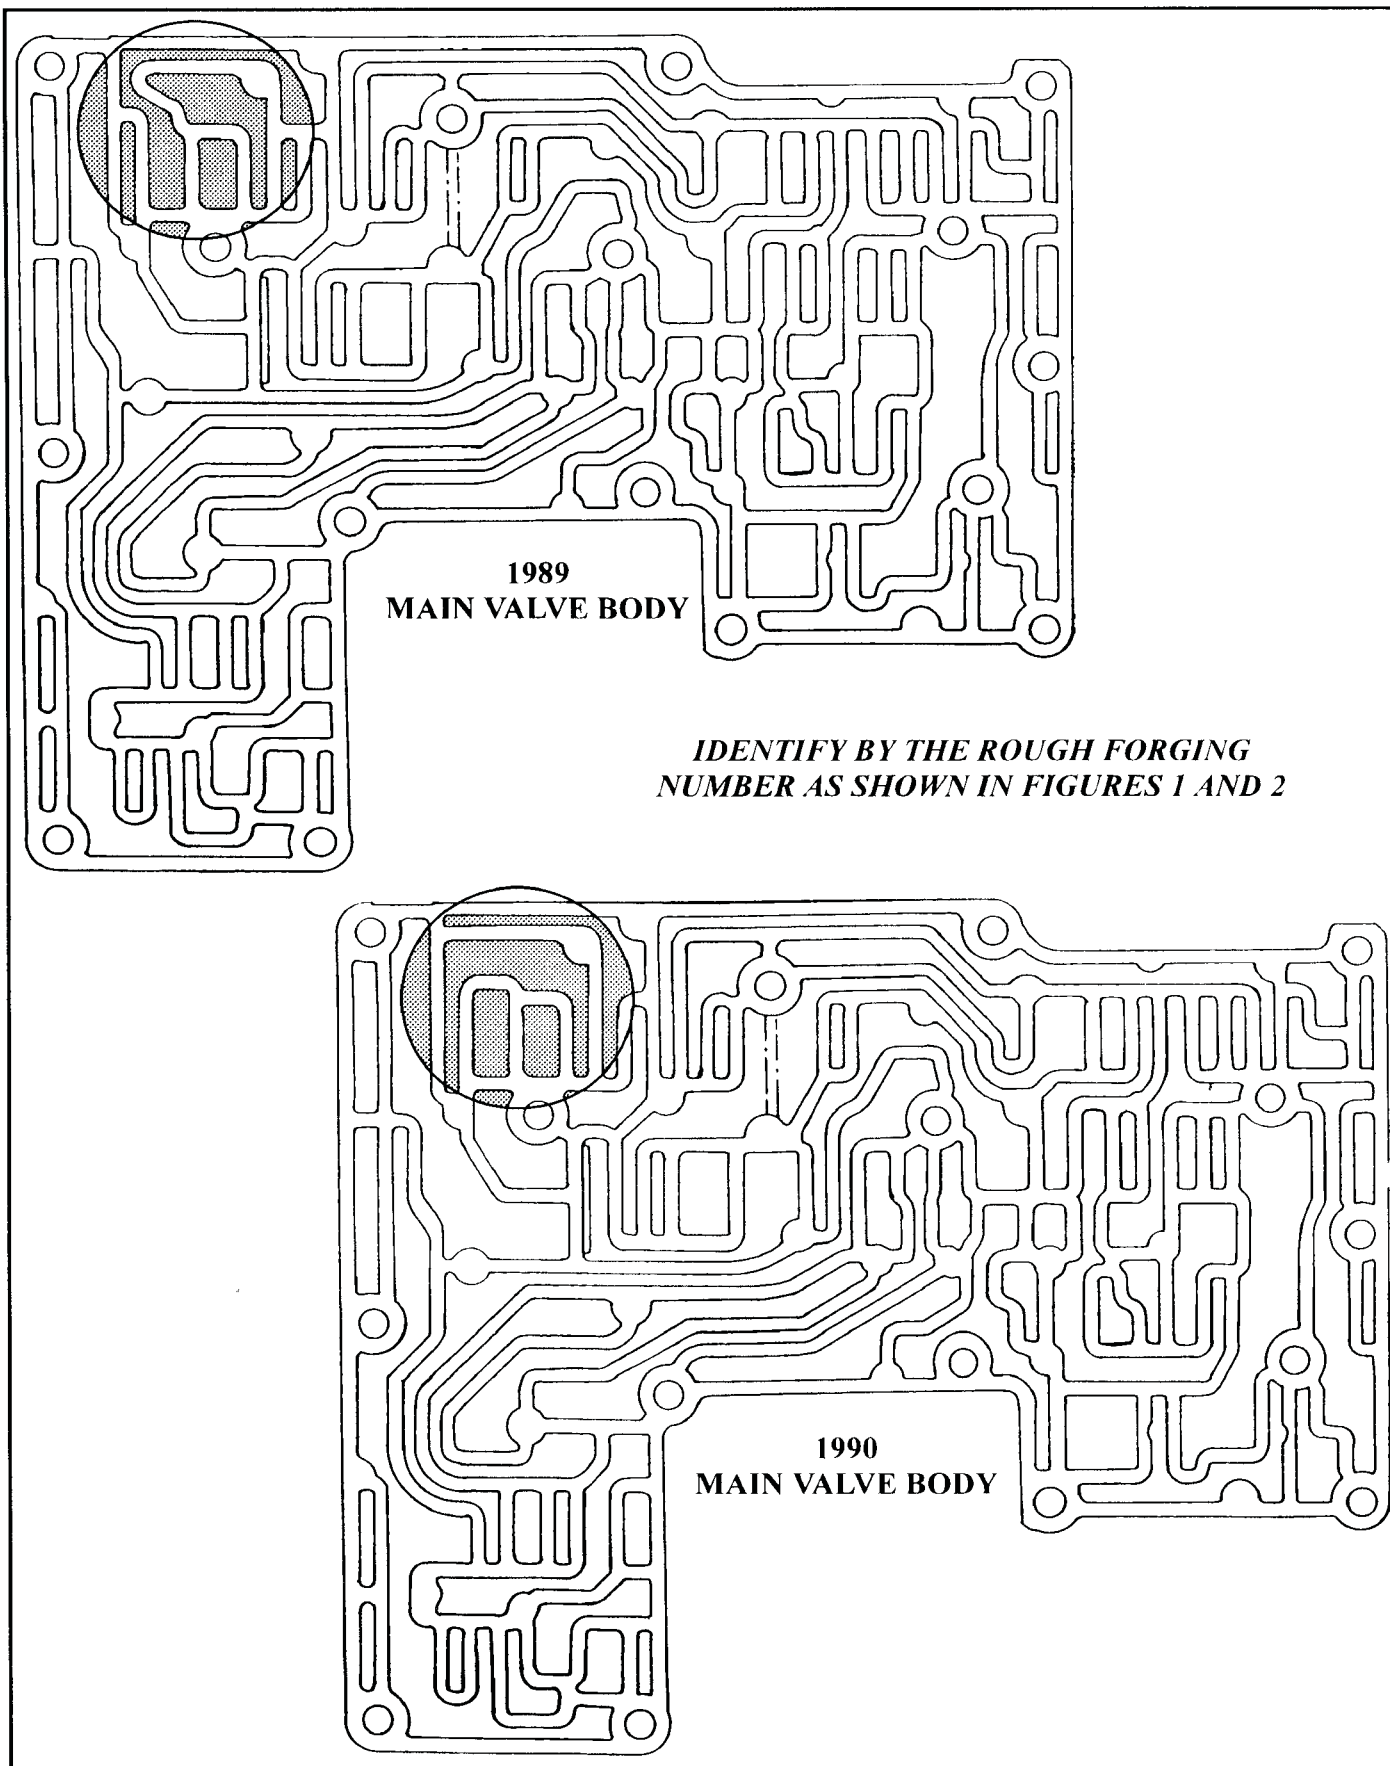 1989
MAIN VALVE BODY
IDENTIFY BY THE ROUGH FORGING
NUMBER AS SHOWN IN FIGURES 1 AND 2
1990
MAIN VALVE BODY